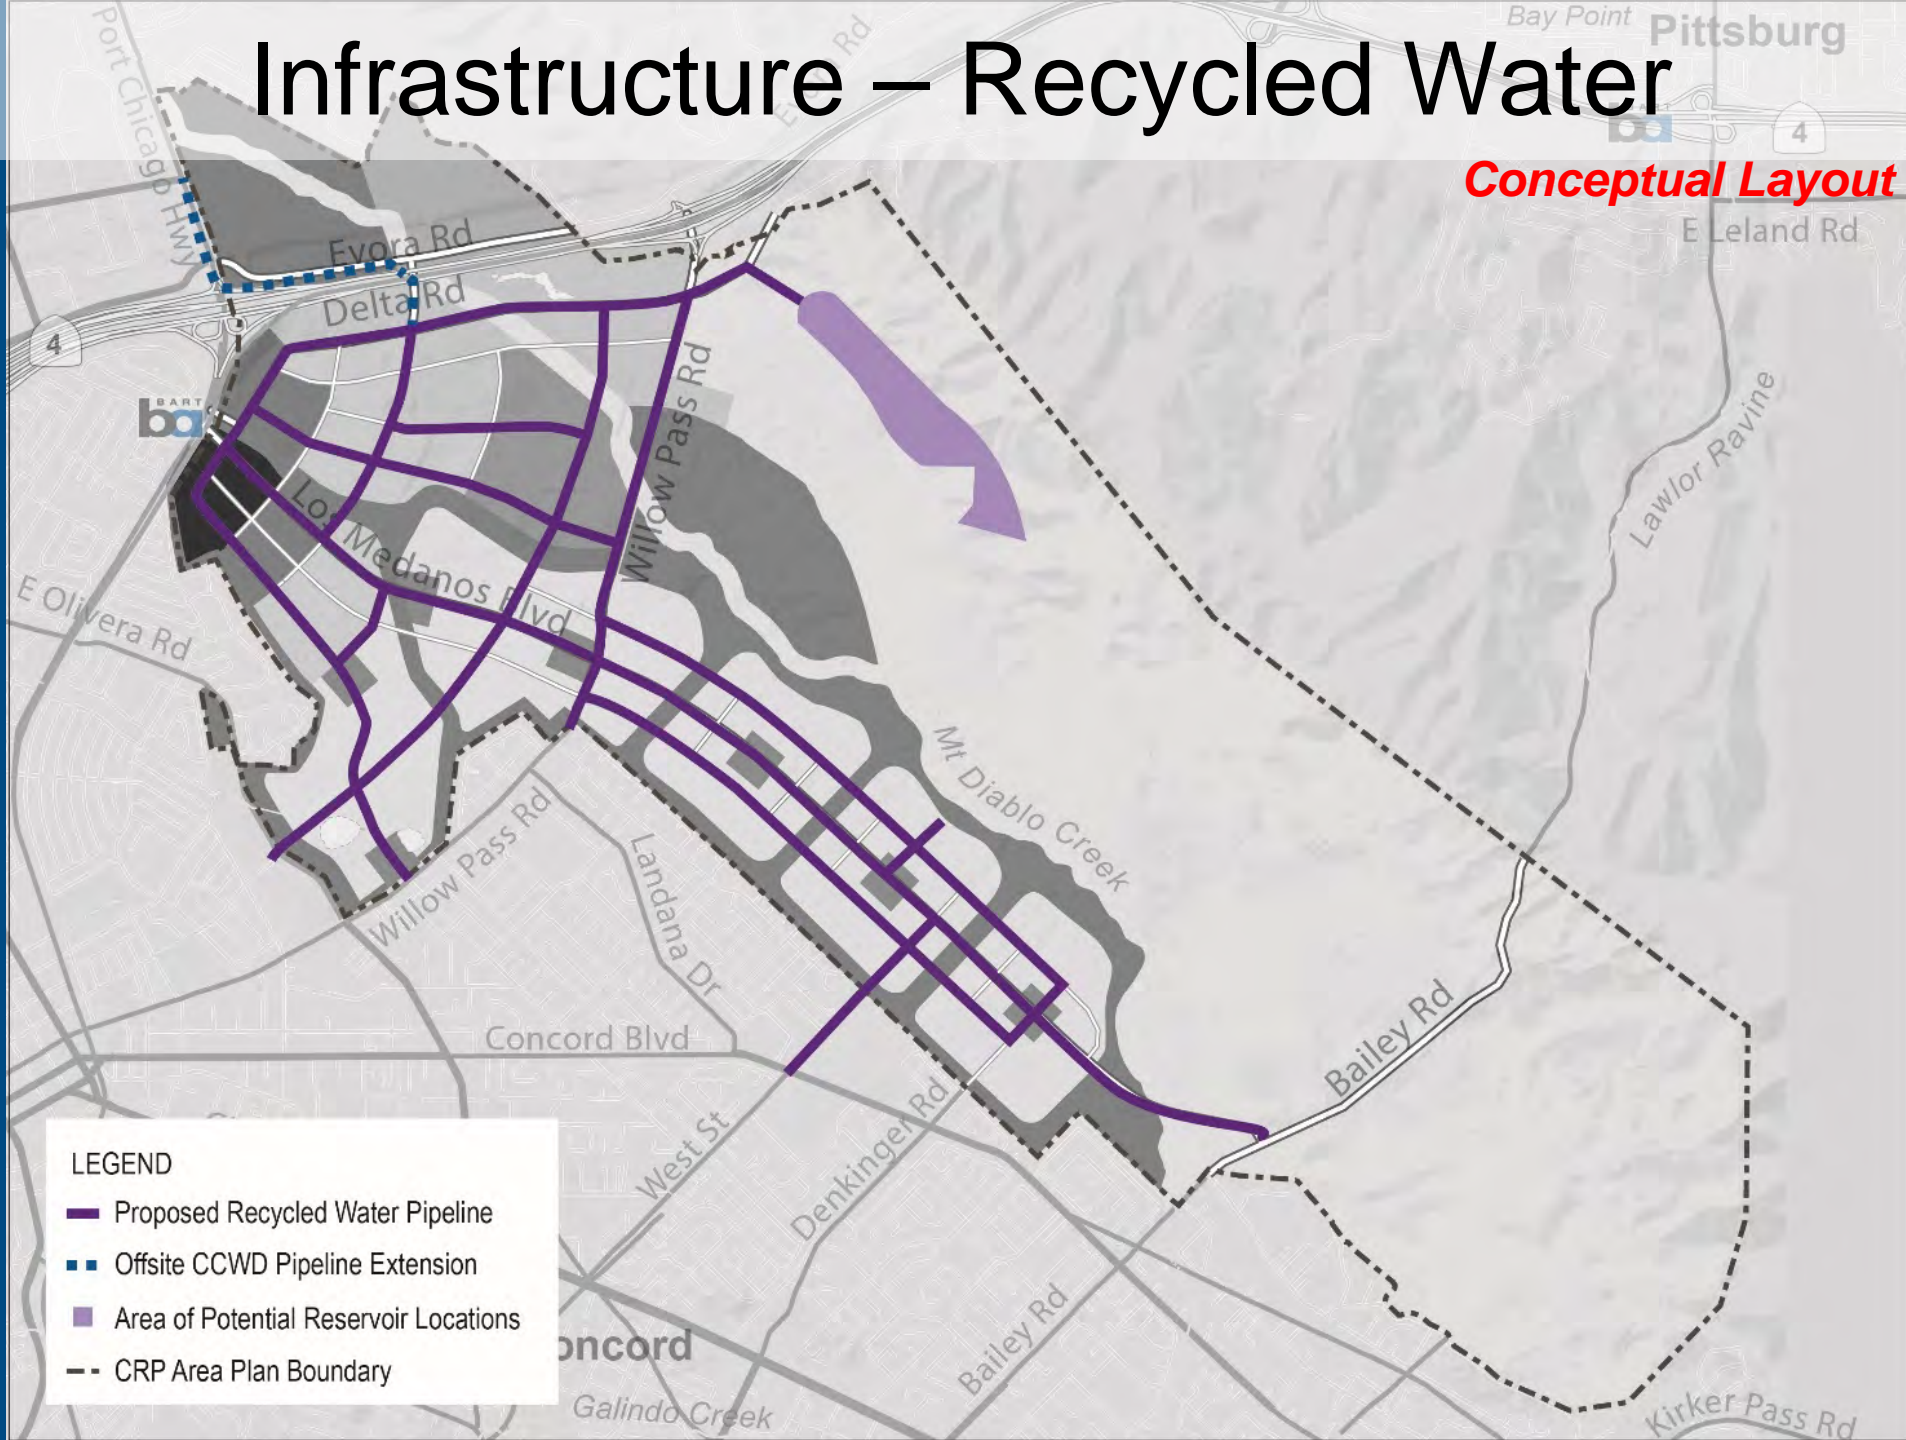 Bay Point
Pittsburg
Infrastructure – Recycled Water
Port Chicago Hwy
Evora Rd
4
Conceptual Layout
E Leland Rd
Evora Rd
Delta Rd
4
BART
ba
Willow Pass Rd
Lawlor Ravine
Los Medanos Blvd
E Olivera Rd
Mt Diablo Creek
Willow Pass Rd
Landana Dr
Concord Blvd
Bailey Rd
West St
Denkinger Rd
Bailey Rd
LEGEND
Proposed Recycled Water Pipeline
Offsite CCWD Pipeline Extension
Area of Potential Reservoir Locations
CRP Area Plan Boundary
oncord
Galindo Creek
Kirker Pass Rd